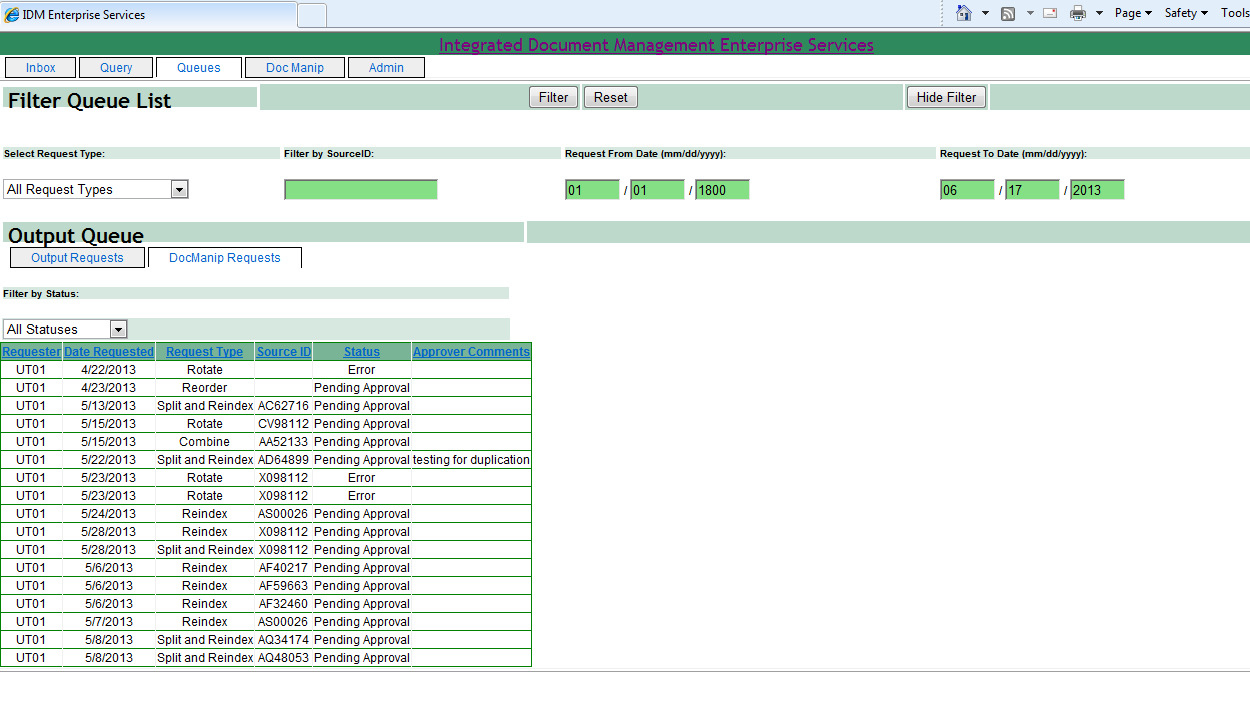 IDM Enterprise Services
Page Safety Tools
Integrated Document Management Enterprise Services
Inbox Query Queues Doc Manip Admin
Filter Queue List Filter Reset Hide Filter
Select Request Type: Filter by SourceID: Request From Date (mm/dd/yyyy): Request To Date (mm/dd/yyyy):
All Request Types 01 / 01 / 1800 06 / 17 / 2013
Output Queue
Output Requests DocManip Requests
Filter by Status:
All Statuses
Requester Date Requested Request Type Source ID Status Approver Comments
UT01 4/22/2013 Rotate Error
UT01 4/23/2013 Reorder Pending Approval
UT01 5/13/2013 Split and Reindex AC62716 Pending Approval
UT01 5/15/2013 Rotate CV98112 Pending Approval
UT01 5/15/2013 Combine AA52133 Pending Approval
UT01 5/22/2013 Split and Reindex AD64899 Pending Approval testing for duplication
UT01 5/23/2013 Rotate X098112 Error
UT01 5/23/2013 Rotate X098112 Error
UT01 5/24/2013 Reindex AS00026 Pending Approval
UT01 5/28/2013 Reindex X098112 Pending Approval
UT01 5/28/2013 Split and Reindex X098112 Pending Approval
UT01 5/6/2013 Reindex AF40217 Pending Approval
UT01 5/6/2013 Reindex AF59663 Pending Approval
UT01 5/6/2013 Reindex AF32460 Pending Approval
UT01 5/7/2013 Reindex AS00026 Pending Approval
UT01 5/8/2013 Split and Reindex AQ34174 Pending Approval
UT01 5/8/2013 Split and Reindex AQ48053 Pending Approval